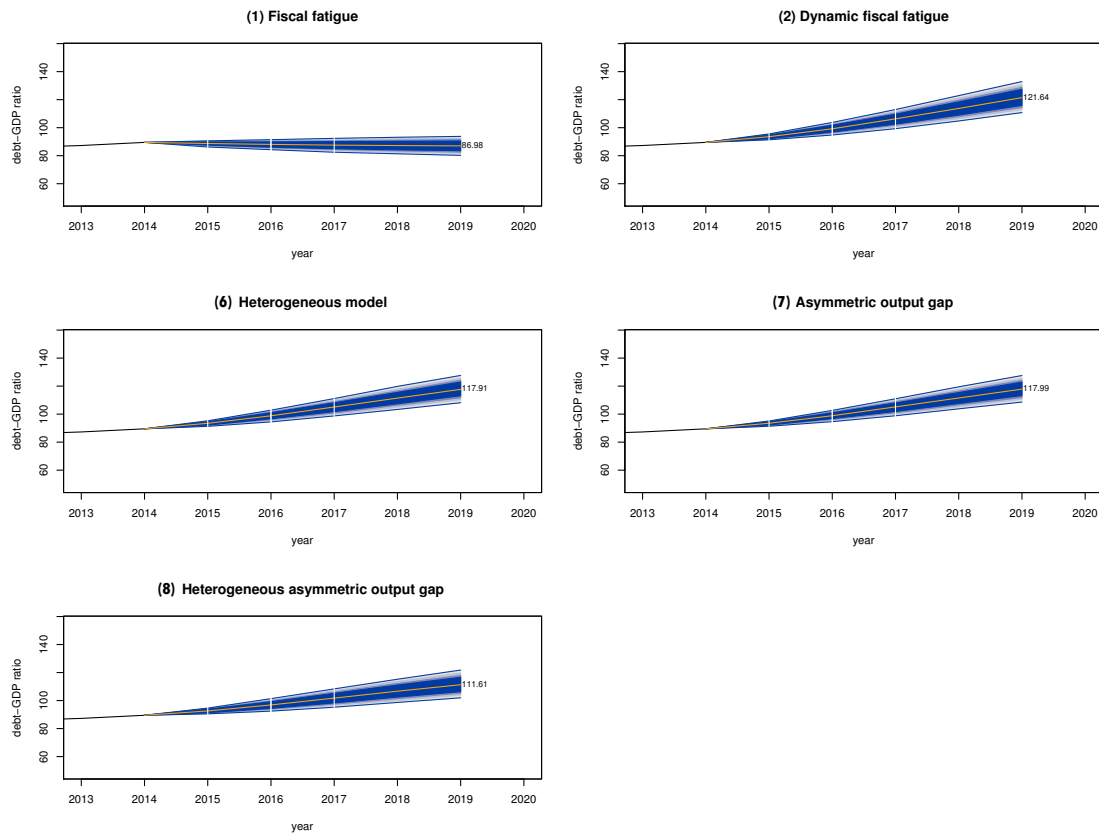 (1) Fiscal fatigue
debt−GDP ratio
140
100
80
60
86.98
2013 2014 2015 2016 2017 2018 2019 2020
year
(2) Dynamic fiscal fatigue
debt−GDP ratio
140
100
80
60
121.64
2013 2014 2015 2016 2017 2018 2019 2020
year
(6) Heterogeneous model
debt−GDP ratio
140
100
80
60
117.91
2013 2014 2015 2016 2017 2018 2019 2020
year
(7) Asymmetric output gap
debt−GDP ratio
140
100
80
60
117.99
2013 2014 2015 2016 2017 2018 2019 2020
year
(8) Heterogeneous asymmetric output gap
debt−GDP ratio
140
100
80
60
111.61
2013 2014 2015 2016 2017 2018 2019 2020
year